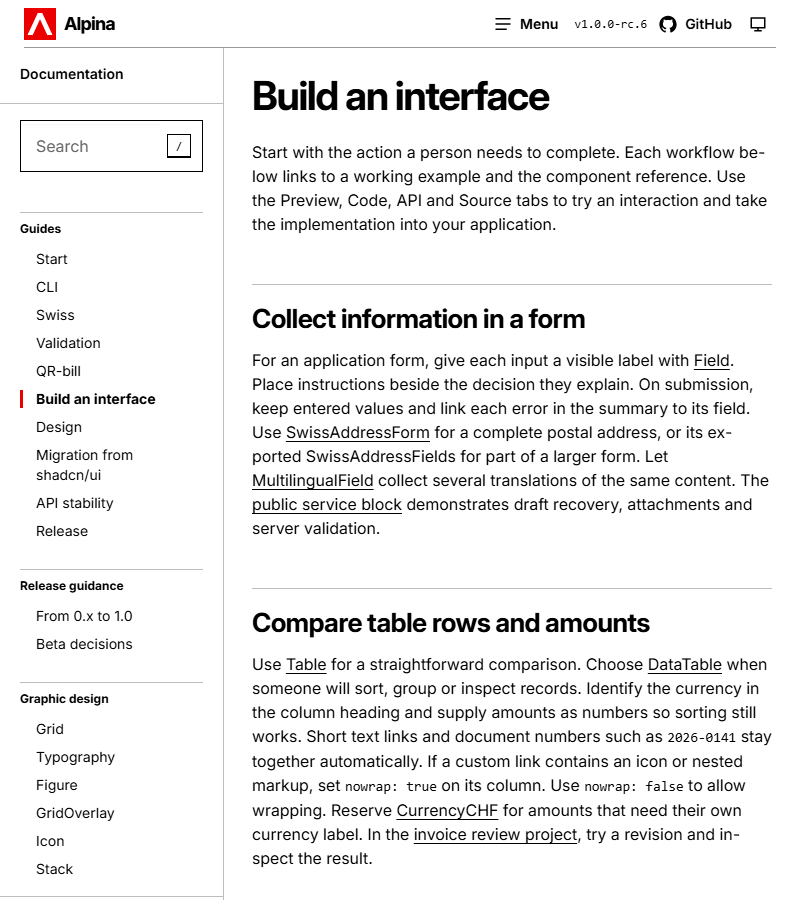 Alpina
Menu
v1.0.0-rc.6
GitHub
Documentation
Search
/
Guides
Start
CLI
Swiss
Validation
QR-bill
Build an interface
Design
Migration from
shadcn/ui
API stability
Release
Release guidance
From 0.x to 1.0
Beta decisions
Graphic design
Grid
Typography
Figure
GridOverlay
Icon
Stack
Build an interface
Start with the action a person needs to complete. Each workflow be-
low links to a working example and the component reference. Use
the Preview, Code, API and Source tabs to try an interaction and take
the implementation into your application.
Collect information in a form
For an application form, give each input a visible label with Field.
Place instructions beside the decision they explain. On submission,
keep entered values and link each error in the summary to its field.
Use SwissAddressForm for a complete postal address, or its ex-
ported SwissAddressFields for part of a larger form. Let
MultilingualField collect several translations of the same content. The
public service block demonstrates draft recovery, attachments and
server validation.
Compare table rows and amounts
Use Table for a straightforward comparison. Choose DataTable when
someone will sort, group or inspect records. Identify the currency in
the column heading and supply amounts as numbers so sorting still
works. Short text links and document numbers such as 2026-0141 stay
together automatically. If a custom link contains an icon or nested
markup, set nowrap: true on its column. Use nowrap: false to allow
wrapping. Reserve CurrencyCHF for amounts that need their own
currency label. In the invoice review project, try a revision and in-
spect the result.